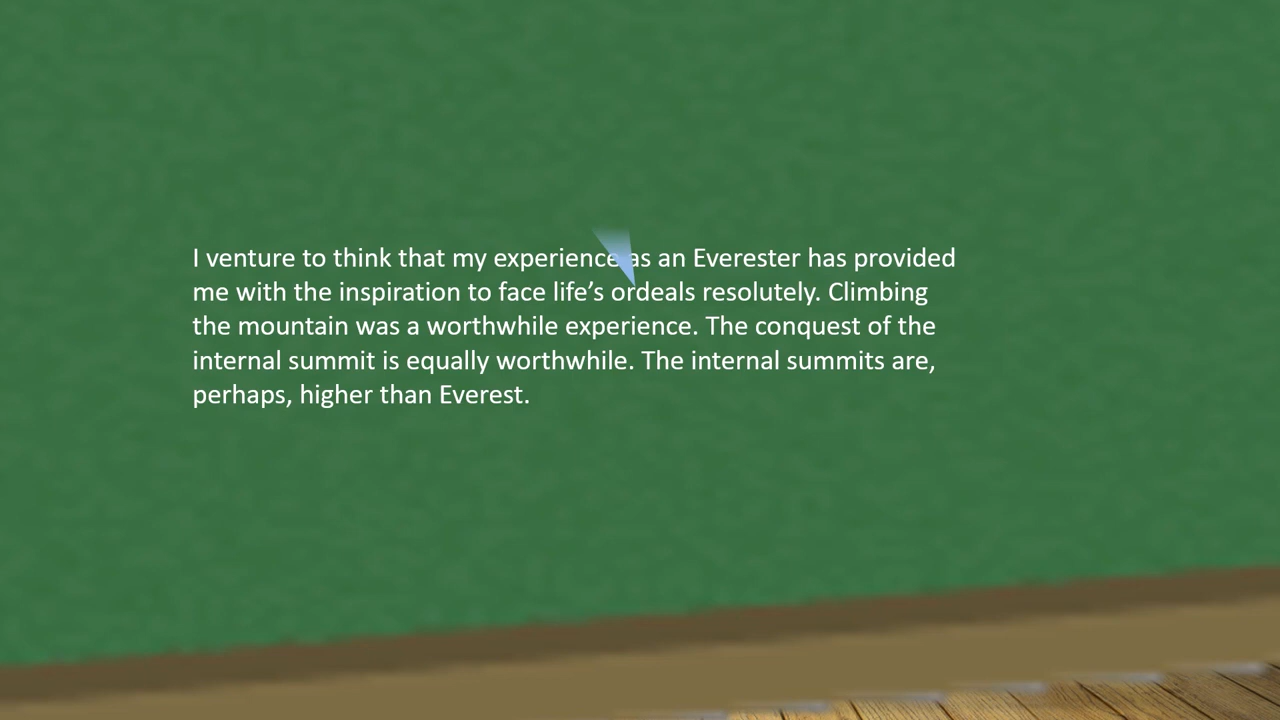 I venture to think that my experience as an Everester has provided
me with the inspiration to face life’s ordeals resolutely. Climbing
the mountain was a worthwhile experience. The conquest of the
internal summit is equally worthwhile. The internal summits are,
perhaps, higher than Everest.